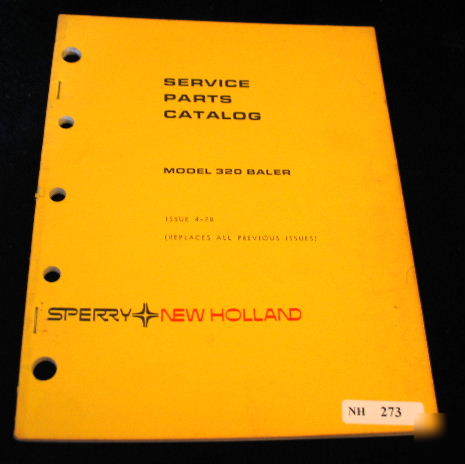 SERVICE
PARTS
CATALOG
MODEL 320 BALER
ISSUE 4-78
(REPLACES ALL PREVIOUS ISSUES)
SPERRY NEW HOLLAND
NH 273